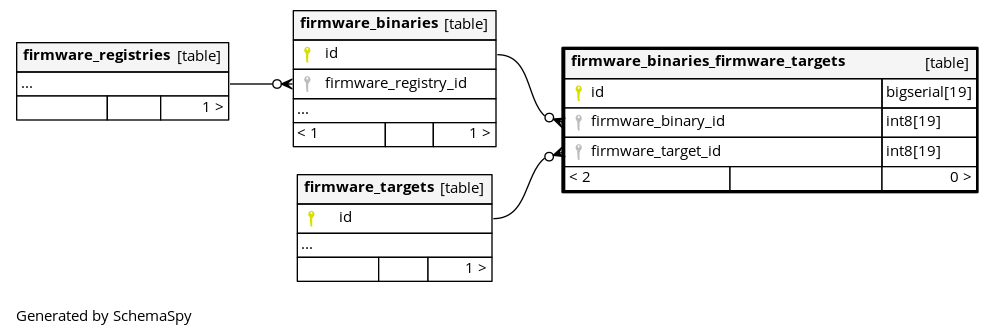 firmware_registries [table]
...
1 >
firmware_binaries [table]
id
firmware_registry_id
...
< 1 1 >
firmware_targets [table]
id
...
1 >
firmware_binaries_firmware_targets [table]
id bigserial[19]
firmware_binary_id int8[19]
firmware_target_id int8[19]
< 2 0 >
Generated by SchemaSpy